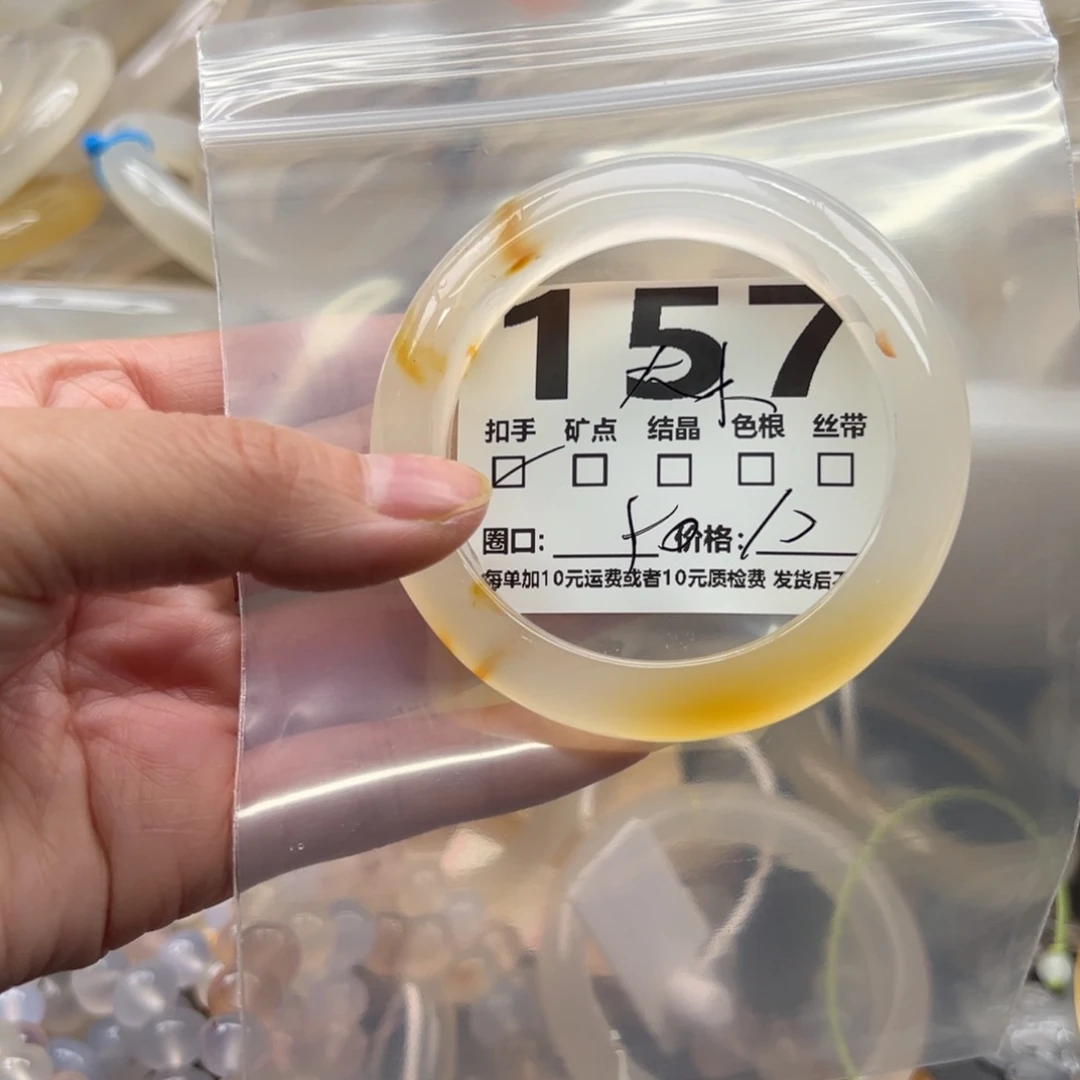 157
扣手 矿点 结晶 色根 丝带
圈口: 价格:
每单加10元运费或者10元质检费 发货后